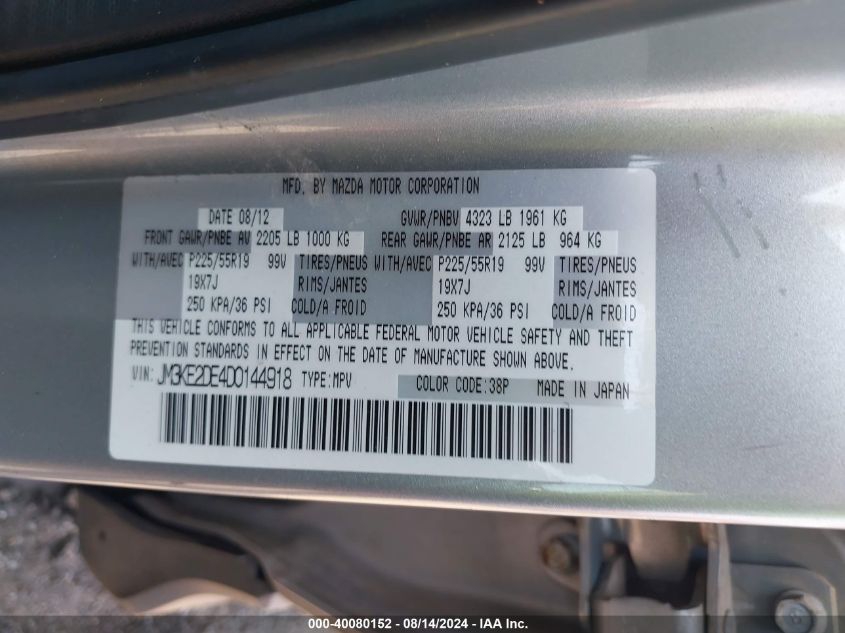 MFD. BY MAZDA MOTOR CORPORATION
DATE 08/12 GVWR/PNBV 4323 LB 1961 KG
FRONT GAWR/PNBE AV 2205 LB 1000 KG REAR GAWR/PNBE AR 2125 LB 964 KG
WITH/AVEC P225/55R19 99V TIRES/PNEUS WITH/AVEC P225/55R19 99V TIRES/PNEUS
19X7J RIMS/JANTES 19X7J RIMS/JANTES
250 KPA/36 PSI COLD/A FROID 250 KPA/36 PSI COLD/A FROID
THIS VEHICLE CONFORMS TO ALL APPLICABLE FEDERAL MOTOR VEHICLE SAFETY AND THEFT
PREVENTION STANDARDS IN EFFECT ON THE DATE OF MANUFACTURE SHOWN ABOVE.
VIN: JM3KE2DE4D0144918 TYPE:MPV COLOR CODE:38P MADE IN JAPAN
000-40080152 - 08/14/2024 - IAA Inc.